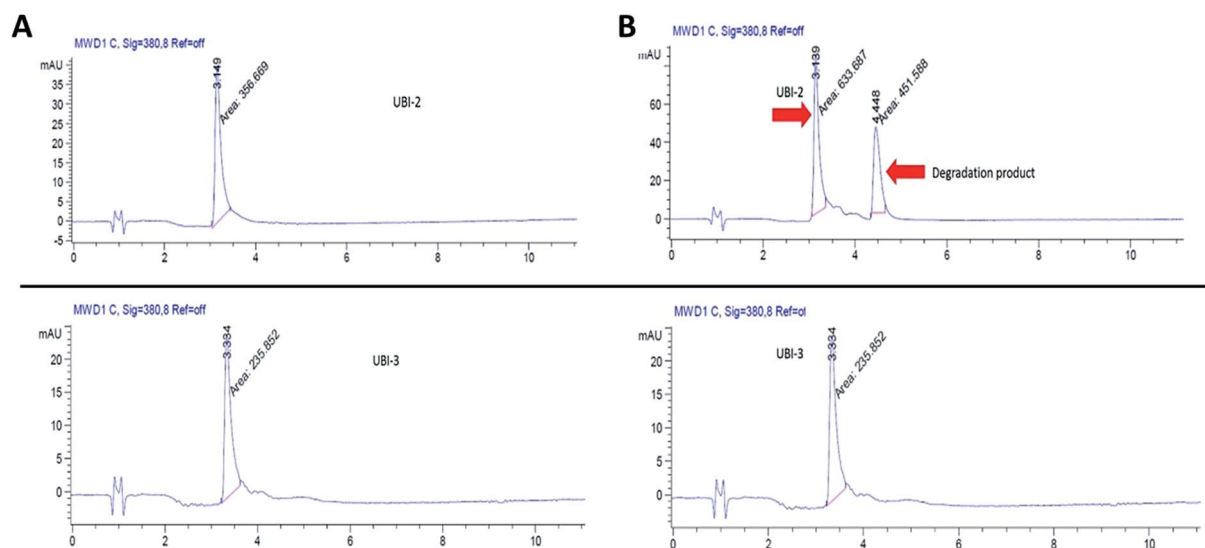 A
MWD1 C, Sig=380,8 Ref=off
mAU
35
30
25
20
15
10
5
0
-5
3.149
Area: 356.669
UBI-2
0 2 4 6 8 10
B
MWD1 C, Sig=380,8 Ref=off
mAU
60
40
20
0
3.139
Area: 633.687
4.448
Area: 451.588
UBI-2
Degradation product
0 2 4 6 8 10
MWD1 C, Sig=380,8 Ref=off
mAU
20
15
10
5
0
3.334
Area: 235.852
UBI-3
0 2 4 6 8 10
MWD1 C, Sig=380,8 Ref=of
mAU
20
15
10
5
0
3.334
Area: 235.852
UBI-3
0 2 4 6 8 10